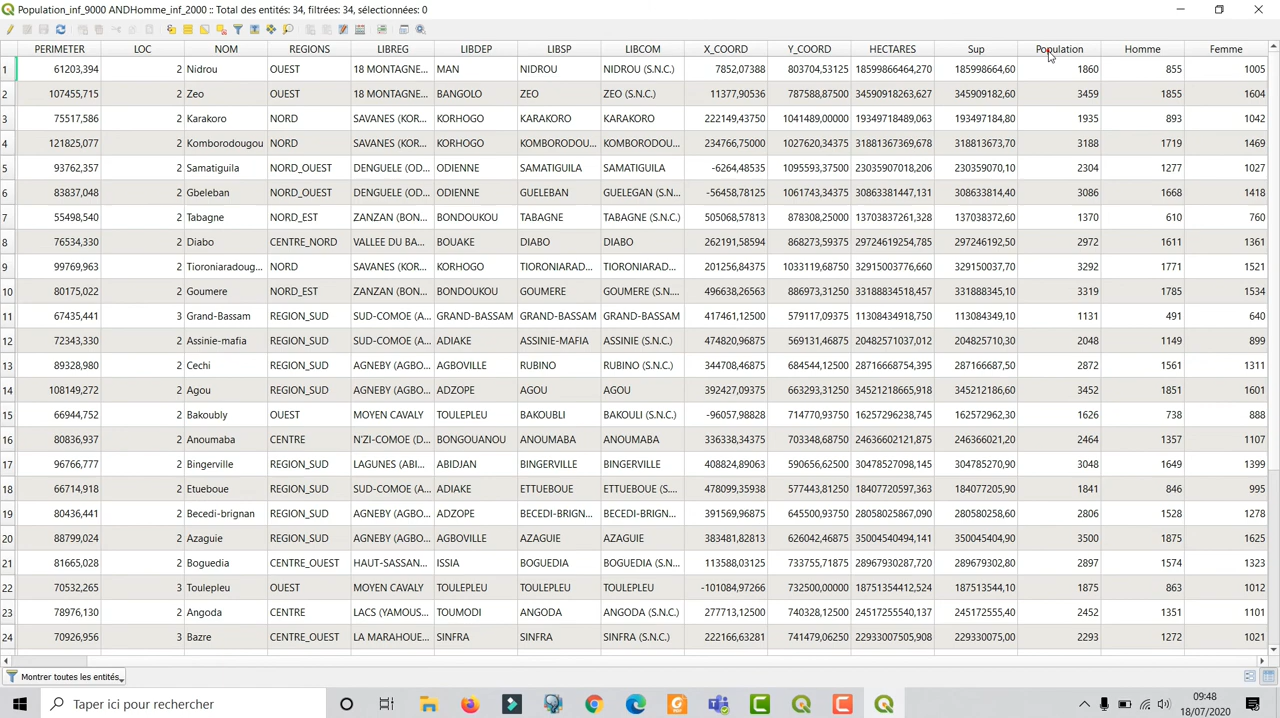 Population_inf_9000 ANDHomme_inf_2000 :: Total des entités: 34, filtrées: 34, sélectionnées: 0
PERIMETER LOC NOM REGIONS LIBREG LIBDEP LIBSP LIBCOM X_COORD Y_COORD HECTARES Sup Population Homme Femme
1 61203,394 2 Nidrou OUEST 18 MONTAGNE... MAN NIDROU NIDROU (S.N.C.) 7852,07388 803704,53125 18599866464,270 185998664,60 1860 855 1005
2 107455,715 2 Zeo OUEST 18 MONTAGNE... BANGOLO ZEO ZEO (S.N.C.) 11377,90536 787588,87500 34590918263,627 345909182,60 3459 1855 1604
3 75517,586 2 Karakoro NORD SAVANES (KOR... KORHOGO KARAKORO KARAKORO 222149,43750 1041489,00000 19349718489,063 193497184,80 1935 893 1042
4 121825,077 2 Komborodougou NORD SAVANES (KOR... KORHOGO KOMBORODOU... KOMBORODOU... 234766,75000 1027620,34375 31881367369,678 318813673,70 3188 1719 1469
5 93762,357 2 Samatiguila NORD_OUEST DENGUELE (OD... ODIENNE SAMATIGUILA SAMATIGUILA -6264,48535 1095593,37500 23035907018,206 230359070,10 2304 1277 1027
6 83837,048 2 Gbeleban NORD_OUEST DENGUELE (OD... ODIENNE GUELEBAN GUELEGAN (S.N... -56458,78125 1061743,34375 30863381447,131 308633814,40 3086 1668 1418
7 55498,540 2 Tabagne NORD_EST ZANZAN (BON... BONDOUKOU TABAGNE TABAGNE (S.N.C.) 505068,57813 878308,25000 13703837261,328 137038372,60 1370 610 760
8 76534,330 2 Diabo CENTRE_NORD VALLEE DU BA... BOUAKE DIABO DIABO 262191,58594 868273,59375 29724619254,785 297246192,50 2972 1611 1361
9 99769,963 2 Tioroniaradoug... NORD SAVANES (KOR... KORHOGO TIORONIARAD... TIORONIARAD... 201256,84375 1033119,68750 32915003776,660 329150037,70 3292 1771 1521
10 80175,022 2 Goumere NORD_EST ZANZAN (BON... BONDOUKOU GOUMERE GOUMERE (S.N... 496638,26563 886973,31250 33188834518,457 331888345,10 3319 1785 1534
11 67435,441 3 Grand-Bassam REGION_SUD SUD-COMOE (A... GRAND-BASSAM GRAND-BASSAM GRAND-BASSAM 417461,12500 579117,09375 11308434918,750 113084349,10 1131 491 640
12 72343,330 2 Assinie-mafia REGION_SUD SUD-COMOE (A... ADIAKE ASSINIE-MAFIA ASSINIE (S.N.C.) 474820,96875 569131,46875 20482571037,012 204825710,30 2048 1149 899
13 89328,980 2 Cechi REGION_SUD AGNEBY (AGBO... AGBOVILLE RUBINO RUBINO (S.N.C.) 344708,46875 684544,12500 28716668754,395 287166687,50 2872 1561 1311
14 108149,272 2 Agou REGION_SUD AGNEBY (AGBO... ADZOPE AGOU AGOU (S.N.C.) 392427,09375 663293,31250 34521218665,918 345212186,60 3452 1851 1601
15 66944,752 2 Bakoubly OUEST MOYEN CAVALY TOULEPLEU BAKOUBLI BAKOULI (S.N.C.) -96057,98828 714770,93750 16257296238,745 162572962,30 1626 738 888
16 80836,937 2 Anoumaba CENTRE N'ZI-COMOE (D... BONGOUANOU ANOUMABA ANOUMABA 336338,34375 703348,68750 24636602121,875 246366021,20 2464 1357 1107
17 96766,777 2 Bingerville REGION_SUD LAGUNES (ABI... ABIDJAN BINGERVILLE BINGERVILLE 408824,89063 590656,62500 30478527098,145 304785270,90 3048 1649 1399
18 66714,918 2 Etueboue REGION_SUD SUD-COMOE (A... ADIAKE ETTUEBOUE ETTUEBOUE (S.... 478099,35938 577443,81250 18407720597,363 184077205,90 1841 846 995
19 80436,441 2 Becedi-brignan REGION_SUD AGNEBY (AGBO... ADZOPE BECEDI-BRIGN... BECEDI-BRIGN... 391569,96875 645500,93750 28058025867,090 280580258,60 2806 1528 1278
20 88799,024 2 Azaguie REGION_SUD AGNEBY (AGBO... AGBOVILLE AZAGUIE AZAGUIE 383481,82813 626042,46875 35004540494,141 350045404,90 3500 1875 1625
21 81665,028 2 Boguedia CENTRE_OUEST HAUT-SASSAN... ISSIA BOGUEDIA BOGUEDIA (S.N... 113588,03125 733755,71875 28967930287,720 289679302,80 2897 1574 1323
22 70532,265 3 Toulepleu OUEST MOYEN CAVALY TOULEPLEU TOULEPLEU TOULEPLEU -101084,97266 732500,00000 18751354412,524 187513544,10 1875 863 1012
23 78976,130 2 Angoda CENTRE LACS (YAMOUS... TOUMODI ANGODA ANGODA (S.N.C.) 277713,12500 740328,12500 24517255540,137 245172555,40 2452 1351 1101
24 70926,956 3 Bazre CENTRE_OUEST LA MARAHOUE... SINFRA SINFRA SINFRA (S.N.C.) 222166,63281 741479,06250 22933007505,908 229330075,00 2293 1272 1021
Montrer toutes les entités
Taper ici pour rechercher
09:48
18/07/2020